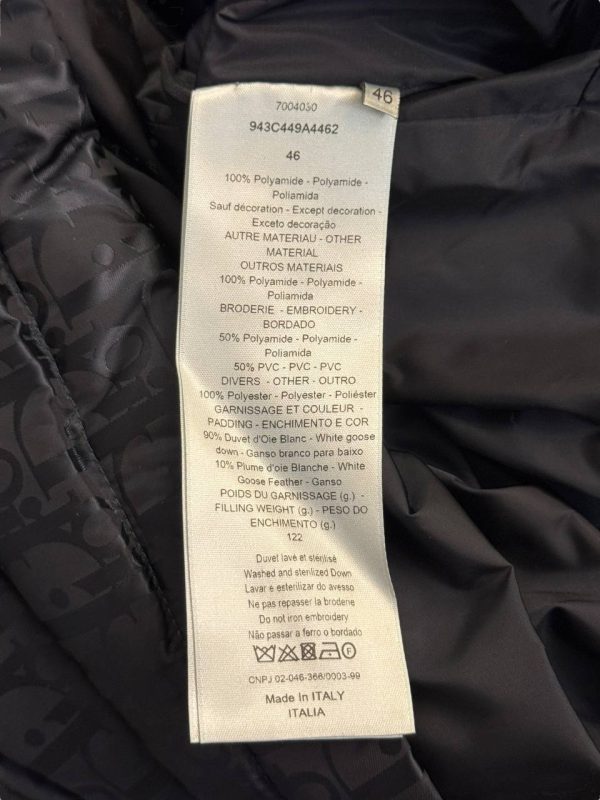 46
7004030
943C449A4462
46
100% Polyamide - Polyamide -
Poliamida
Sauf décoration - Except decoration -
Exceto decoração
AUTRE MATERIAU - OTHER
MATERIAL
OUTROS MATERIAIS
100% Polyamide - Polyamide -
Poliamida
BRODERIE - EMBROIDERY -
BORDADO
50% Polyamide - Polyamide -
Poliamida
50% PVC - PVC - PVC
DIVERS - OTHER - OUTRO
100% Polyester - Polyester - Poliéster
GARNISSAGE ET COULEUR -
PADDING - ENCHIMENTO E COR
90% Duvet d'Oie Blanc - White goose
down - Ganso branco para baixo
10% Plume d'oie Blanche - White
Goose Feather - Ganso
POIDS DU GARNISSAGE (g.) -
FILLING WEIGHT (g.) - PESO DO
ENCHIMENTO (g.)
122
Duvet lavé et stérilisé
Washed and sterilized Down
Lavar e esterilizar do avesso
Ne pas repasser la broderie
Do not iron embroidery
Não passar a ferro o bordado
CNPJ 02-046-366/0003-99
Made in ITALY
ITALIA